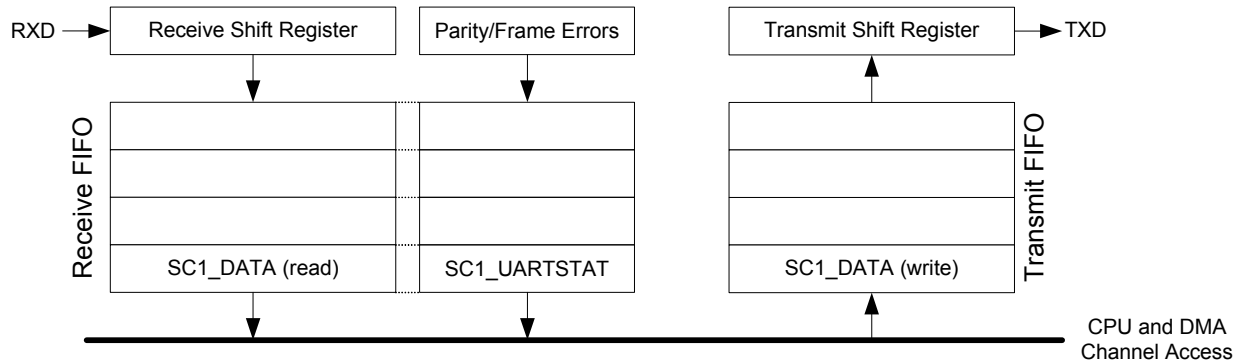 RXD
Receive Shift Register
Parity/Frame Errors
Transmit Shift Register
TXD
Receive FIFO
SC1_DATA (read)
SC1_UARTSTAT
SC1_DATA (write)
Transmit FIFO
CPU and DMA
Channel Access